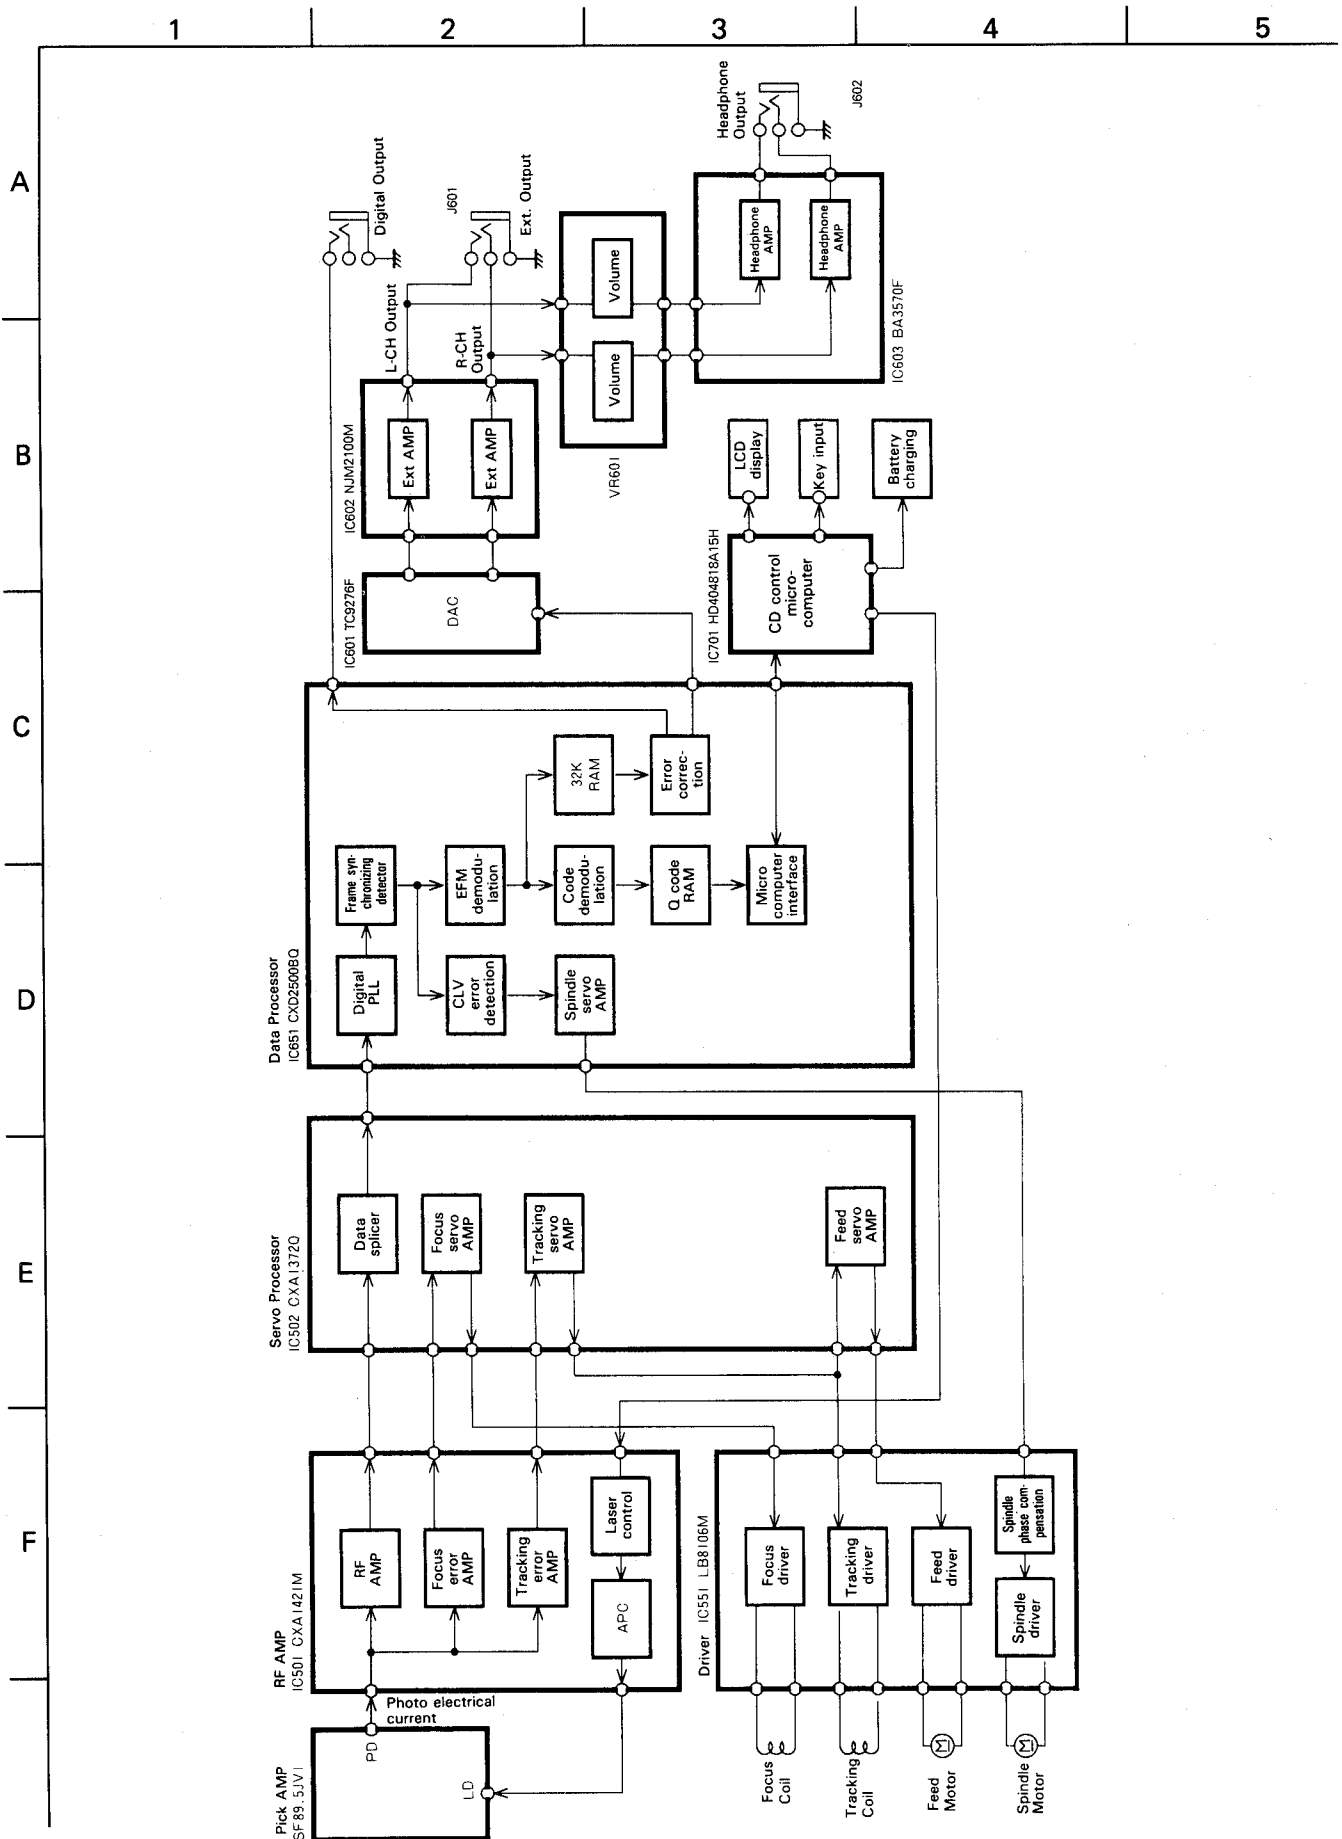 1
2
3
4
5
A
B
C
D
E
F
Headphone
Output
J602
Digital Output
J601
Ext. Output
Headphone
AMP
Headphone
AMP
IC603 BA3570F
Volume
Volume
VR601
L-CH Output
R-CH
Output
IC602 NJM2100M
Ext AMP
Ext AMP
LCD
display
Key input
Battery
charging
IC601 TC9276F
DAC
IC701 HD404818A15H
CD control
micro-
computer
Data Processor
IC651 CXD2500BQ
32K
RAM
Error
correc-
tion
Frame syn-
chronizing
detector
EFM
demodu-
lation
Code
demodu-
lation
Q code
RAM
Micro
computer
interface
Digital
PLL
CLV
error
detection
Spindle
servo
AMP
Servo Processor
IC502 CXA1372Q
Data
splicer
Focus
servo
AMP
Tracking
servo
AMP
Feed
servo
AMP
RF AMP
IC501 CXA1421M
RF
AMP
Focus
error
AMP
Tracking
error
AMP
Laser
control
APC
Driver IC551 LB8106M
Focus
driver
Tracking
driver
Feed
driver
Spindle
phase com-
pensation
Spindle
driver
Photo electrical
current
Pick AMP
SF89.5JV1
PD
LD
Focus
Coil
Tracking
Coil
M
Feed
Motor
M
Spindle
Motor